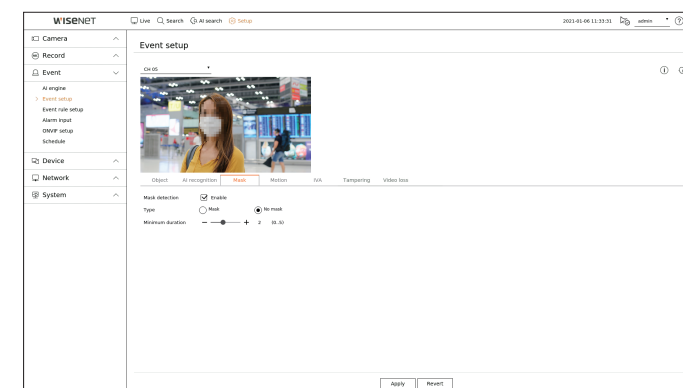 WISENET
Live Search AI search Setup
2021-01-06 11:33:31 admin
Camera
Record
Event
AI engine
Event setup
Event rule setup
Alarm input
ONVIF setup
Schedule
Device
Network
System
Event setup
CH 05
Object AI recognition Mask Motion IVA Tampering Video loss
Mask detection Enable
Type Mask No mask
Minimum duration 2 (0..5)
Apply Revert